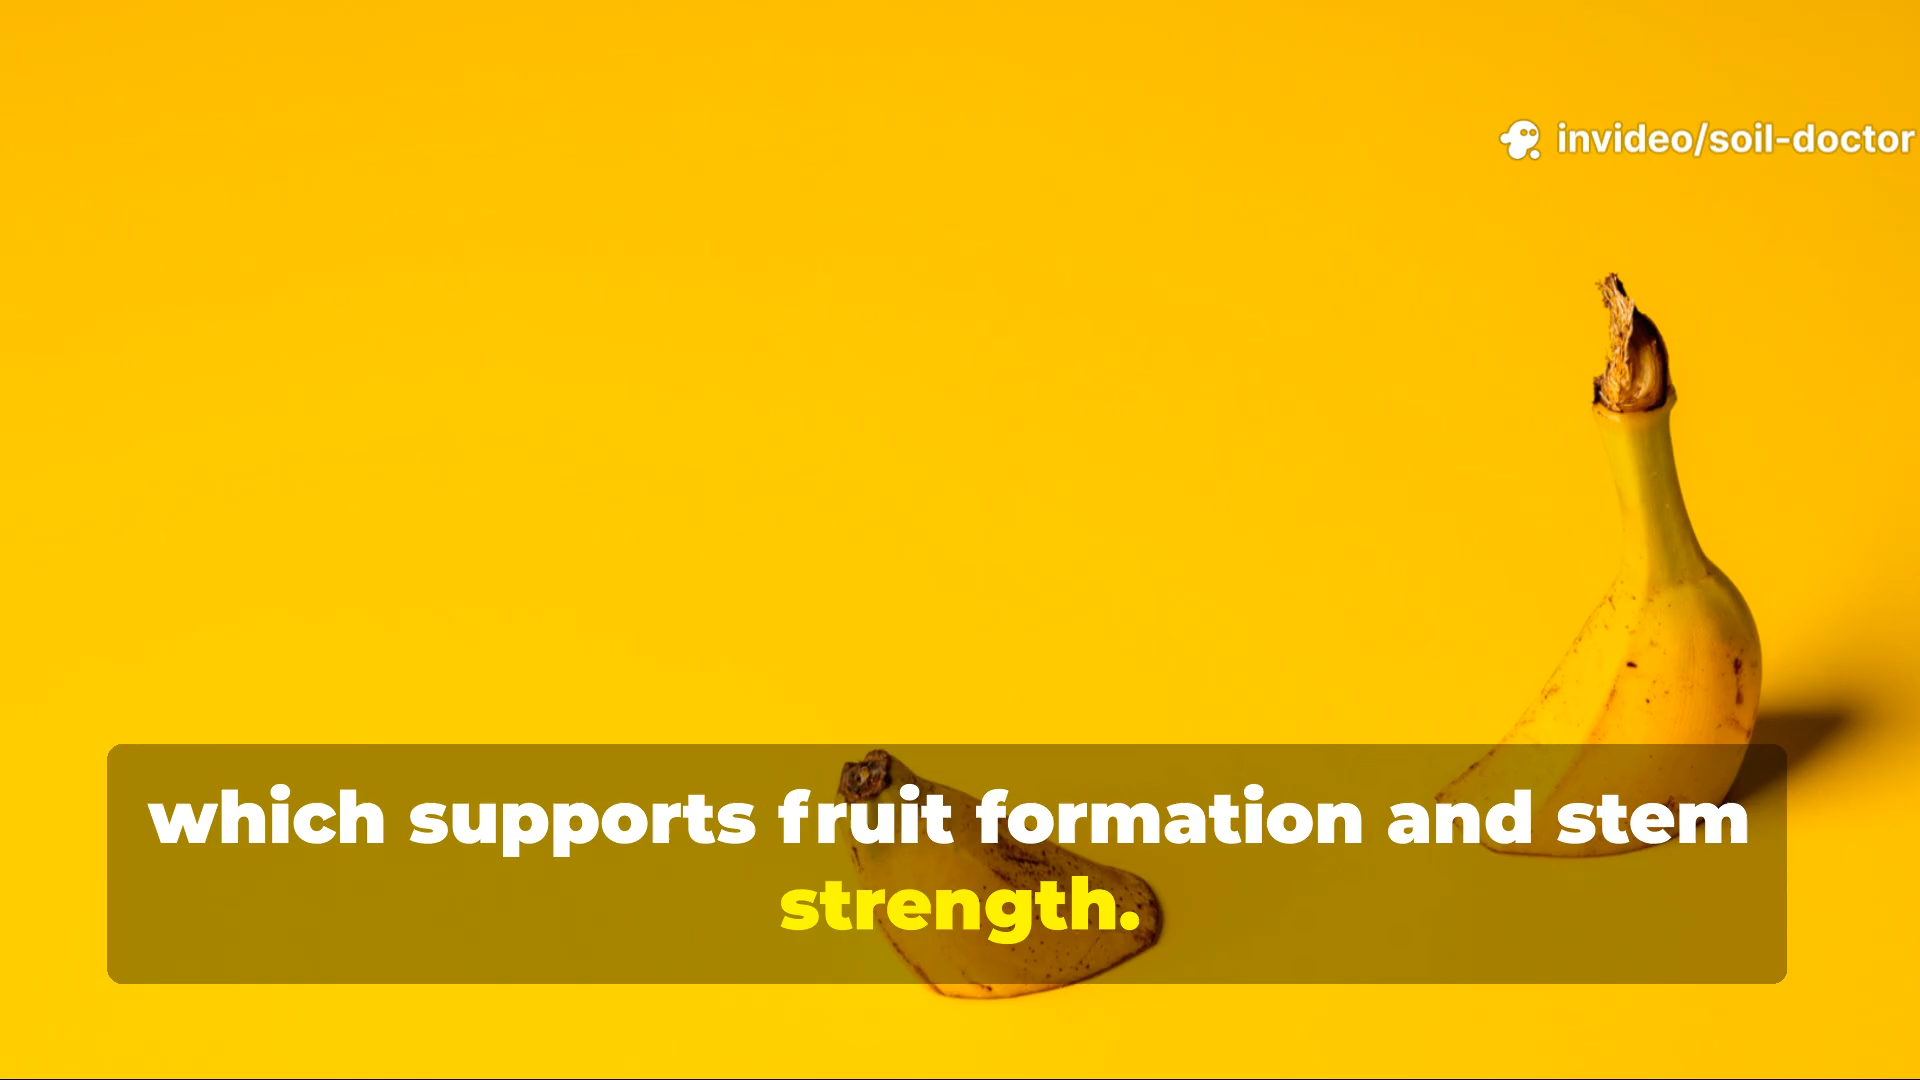 invideo/soil-doctor
which supports fruit formation and stem
strength.